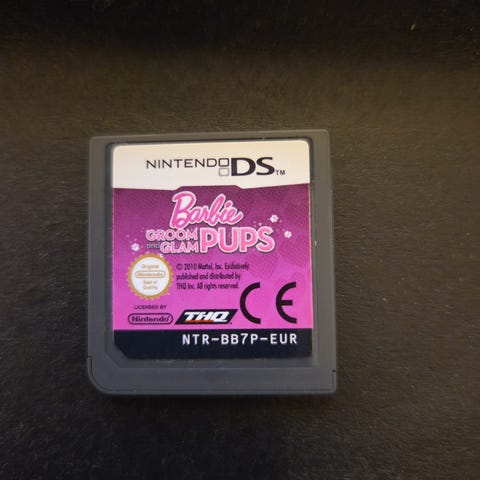 NINTENDO DS™
Barbie
GROOM and GLAM PUPS
© 2010 Mattel, Inc. Exclusively
published and distributed by
THQ Inc. All rights reserved.
Original
Nintendo
Seal of
Quality
LICENSED BY
Nintendo
THQ
CE
NTR-BB7P-EUR